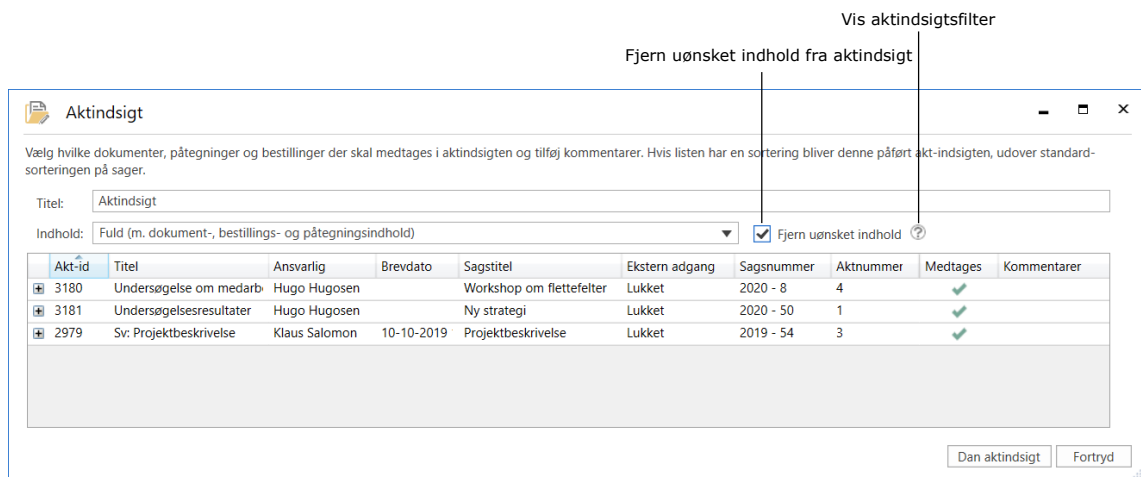 Vis aktindsigtsfilter
Fjern uønsket indhold fra aktindsigt
Aktindsigt
Vælg hvilke dokumenter, påtegninger og bestillinger der skal medtages i aktindsigten og tilføj kommentarer. Hvis listen har en sortering bliver denne påført akt-indsigten, udover standard-
sorteringen på sager.
Titel: Aktindsigt
Indhold: Fuld (m. dokument-, bestillings- og påtegningsindhold) Fjern uønsket indhold ?
Akt-id Titel Ansvarlig Brevdato Sagstitel Ekstern adgang Sagsnummer Aktnummer Medtages Kommentarer
3180 Undersøgelse om medarb Hugo Hugosen Workshop om flettefelter Lukket 2020 - 8 4
3181 Undersøgelsesresultater Hugo Hugosen Ny strategi Lukket 2020 - 50 1
2979 Sv: Projektbeskrivelse Klaus Salomon 10-10-2019 Projektbeskrivelse Lukket 2019 - 54 3
Dan aktindsigt Fortryd